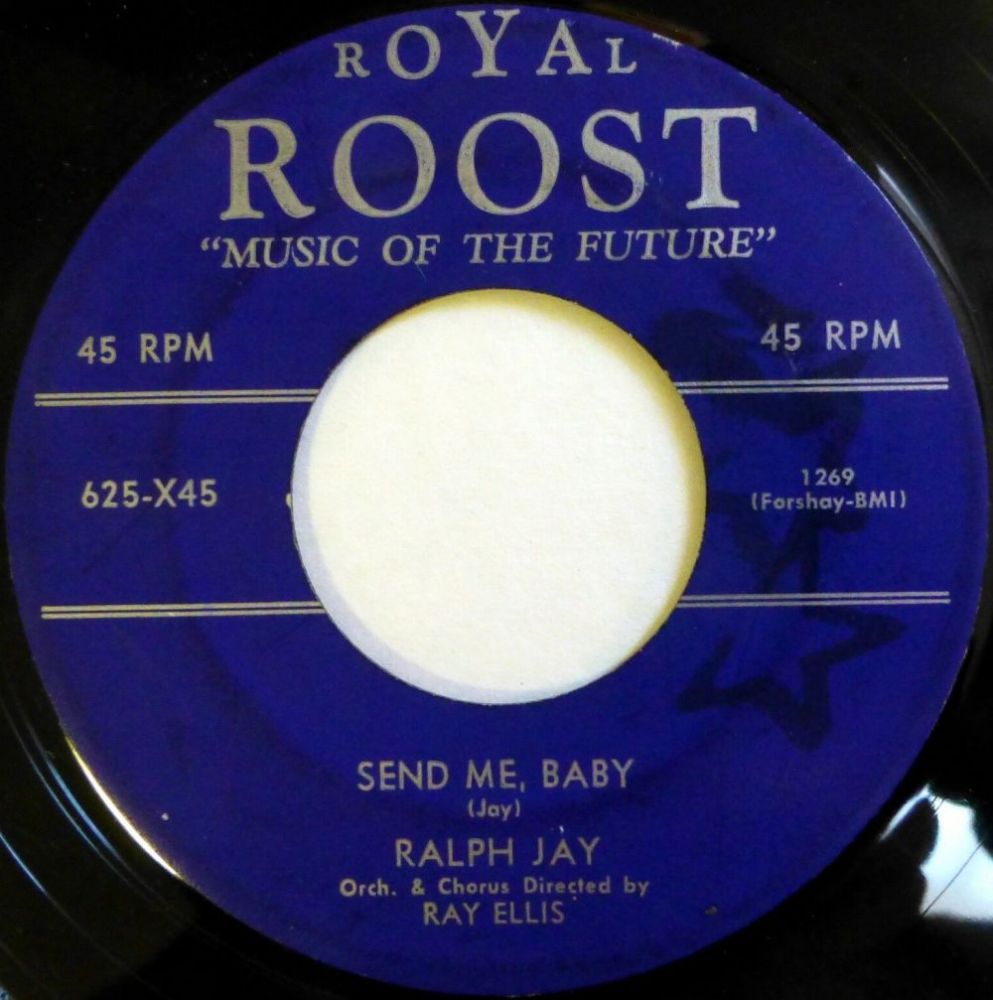 ROYAL
ROOST
"MUSIC OF THE FUTURE"
45 RPM
45 RPM
625-X45
1269
(Forshay-BMI)
SEND ME, BABY
(Jay)
RALPH JAY
Orch. & Chorus Directed by
RAY ELLIS